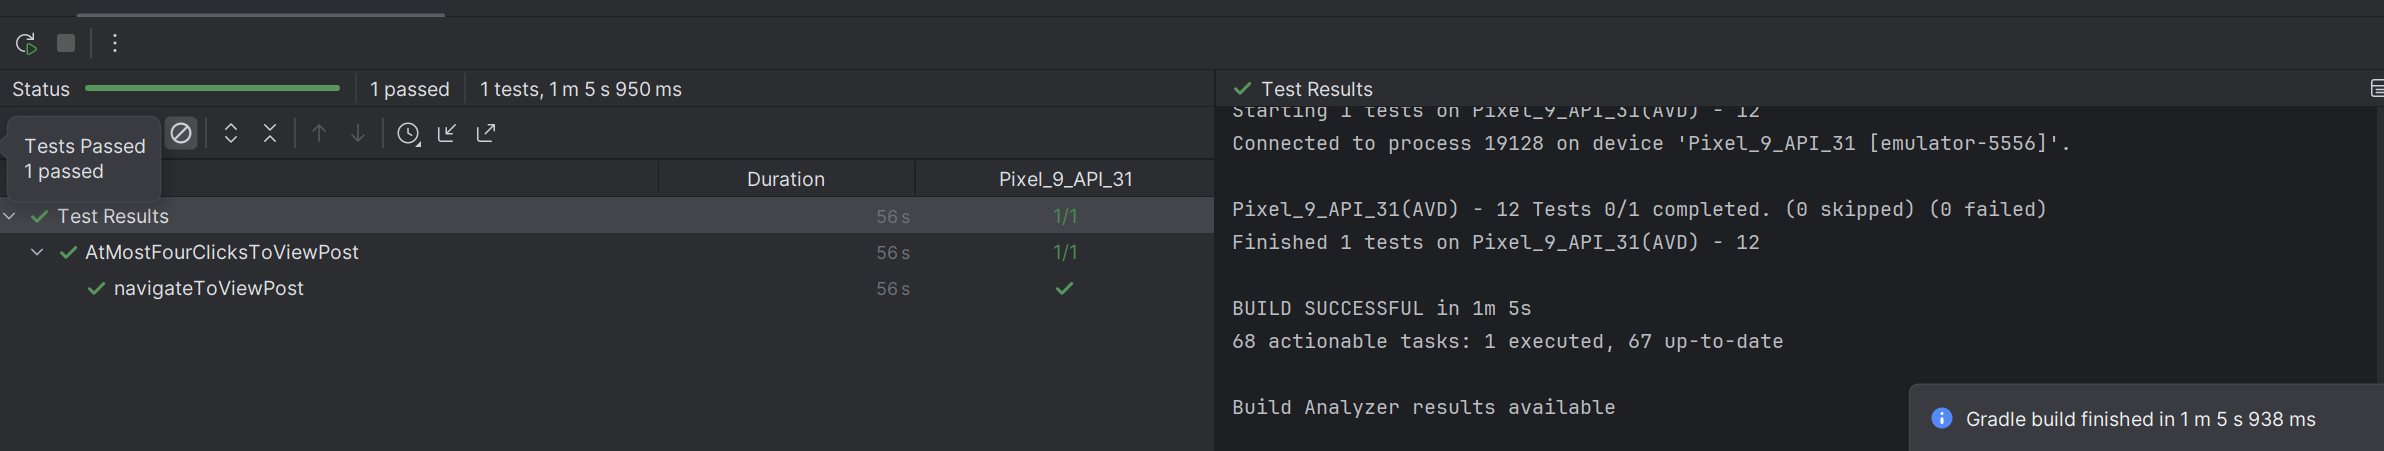 Status
1 passed
1 tests, 1 m 5 s 950 ms
Tests Passed
1 passed
Duration
Pixel_9_API_31
Test Results
56 s
1/1
AtMostFourClicksToViewPost
56 s
1/1
navigateToViewPost
56 s
Test Results
Starting 1 tests on Pixel_9_API_31(AVD) - 12
Connected to process 19128 on device 'Pixel_9_API_31 [emulator-5556]'.
Pixel_9_API_31(AVD) - 12 Tests 0/1 completed. (0 skipped) (0 failed)
Finished 1 tests on Pixel_9_API_31(AVD) - 12
BUILD SUCCESSFUL in 1m 5s
68 actionable tasks: 1 executed, 67 up-to-date
Build Analyzer results available
Gradle build finished in 1 m 5 s 938 ms